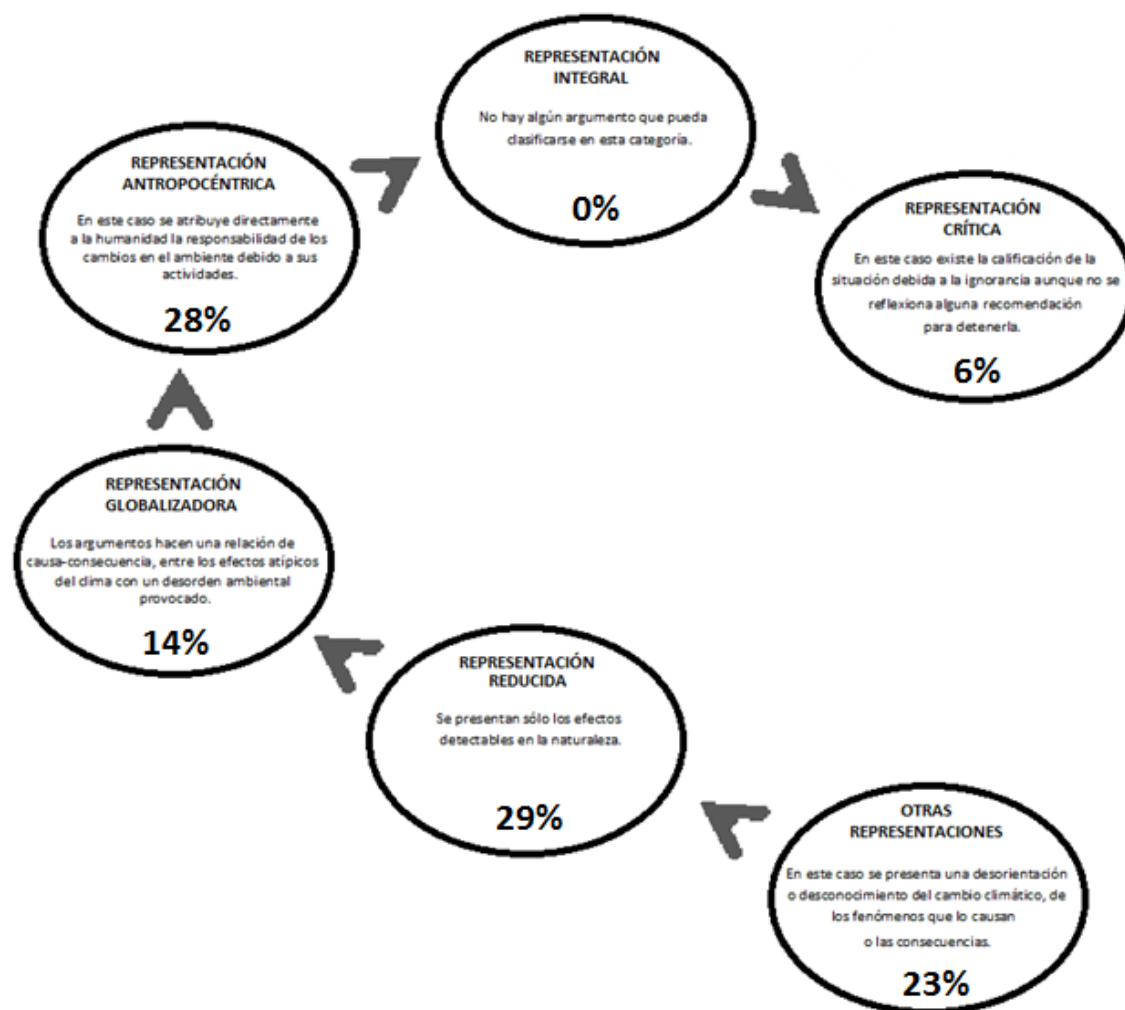 REPRESENTACIÓN
INTEGRAL
No hay algún argumento que pueda
clasificarse en esta categoría.
0%
REPRESENTACIÓN
ANTROPOCÉNTRICA
En este caso se atribuye directamente
a la humanidad la responsabilidad de los
cambios en el ambiente debido a sus
actividades.
28%
REPRESENTACIÓN
CRÍTICA
En este caso existe la calificación de la
situación debida a la ignorancia aunque no se
reflexiona alguna recomendación
para detenerla.
6%
REPRESENTACIÓN
GLOBALIZADORA
Los argumentos hacen una relación de
causa-consecuencia, entre los efectos atípicos
del clima con un desorden ambiental
provocado.
14%
REPRESENTACIÓN
REDUCIDA
Se presentan sólo los efectos
detectables en la naturaleza.
29%
OTRAS
REPRESENTACIONES
En este caso se presenta una desorientación
o desconocimiento del cambio climático, de
los fenómenos que lo causan
o las consecuencias.
23%